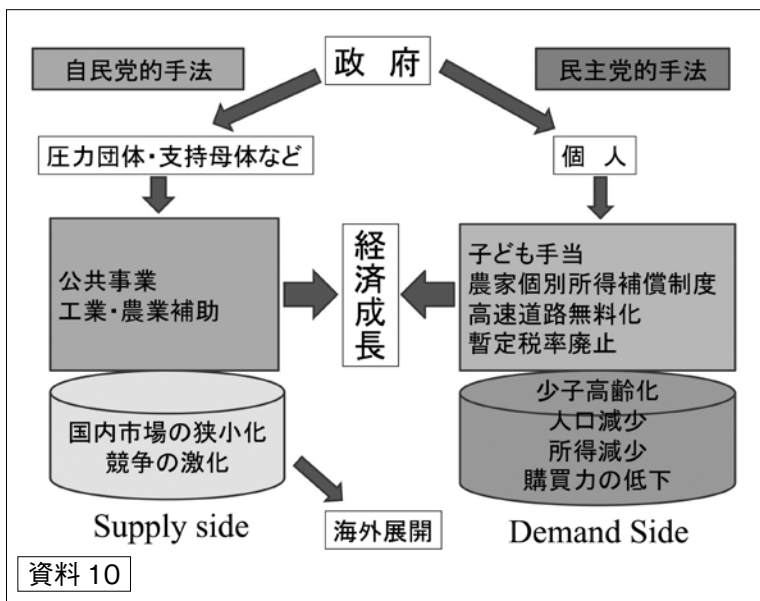 自民党的手法
政 府
民主党的手法
圧力団体・支持母体など
個 人
公共事業
工業・農業補助
経済成長
子ども手当
農家個別所得補償制度
高速道路無料化
暫定税率廃止
国内市場の狭小化
競争の激化
少子高齢化
人口減少
所得減少
購買力の低下
Supply side
海外展開
Demand Side
資料 10